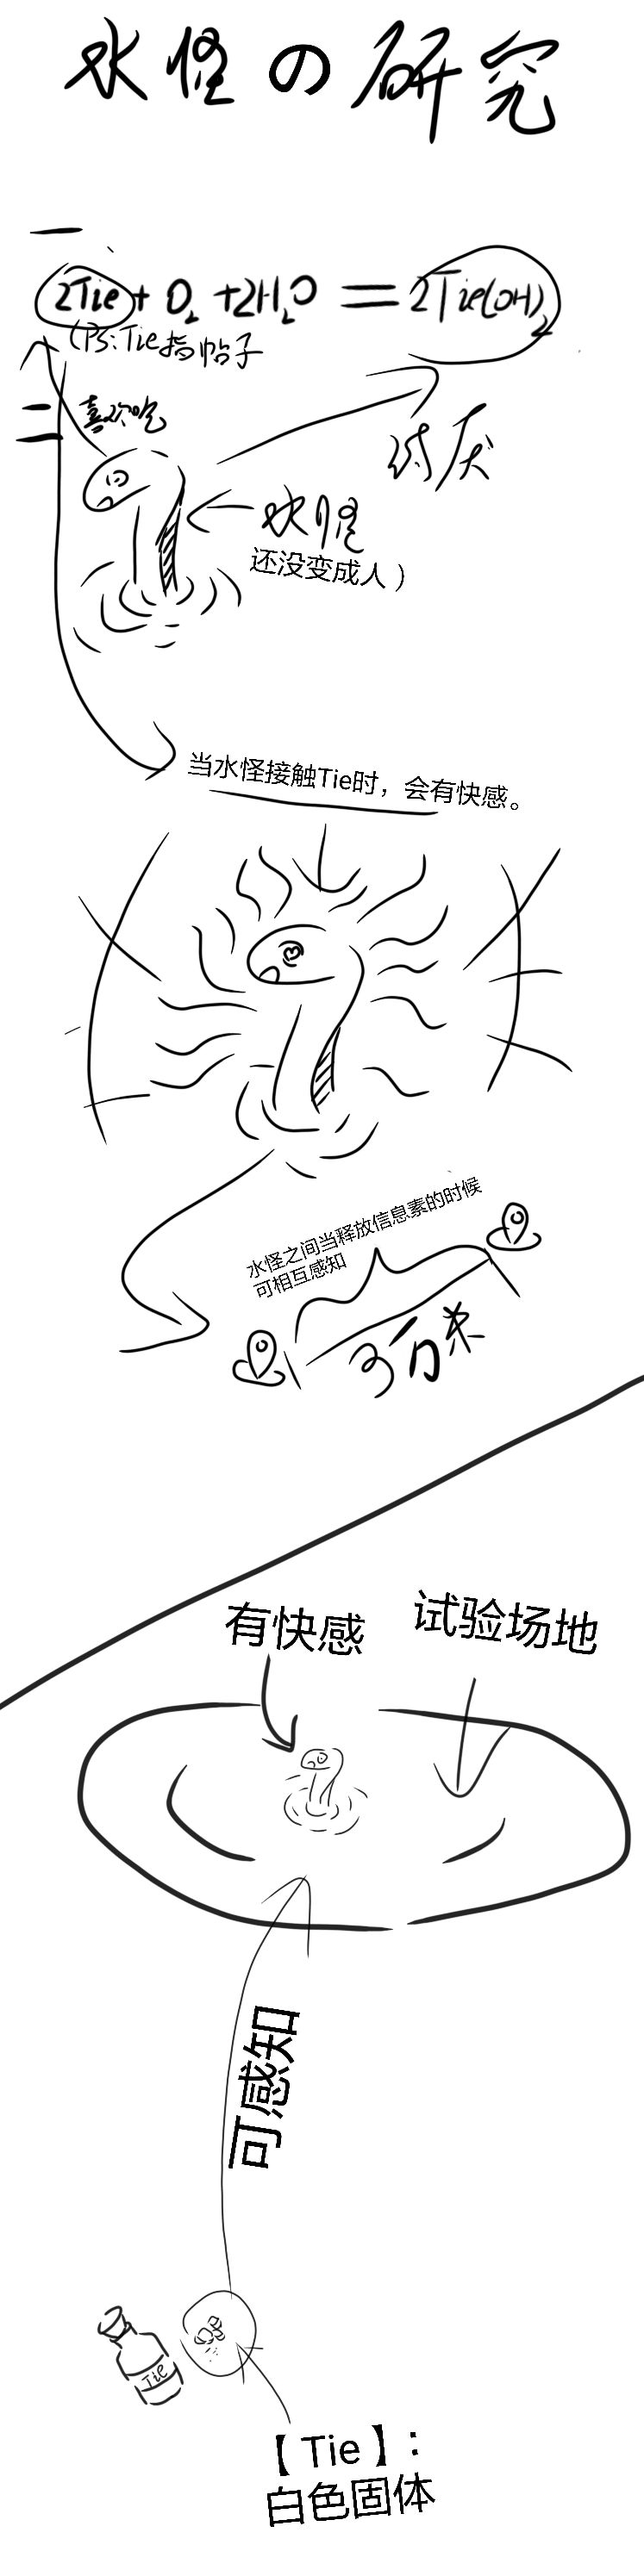 水怪の研究
一
2Tie + O₂ + 2H₂O = 2Tie(OH)₂
(PS:Tie指帖子
二
喜欢吃
讨厌
水怪
还没变成人）
当水怪接触Tie时，会有快感。
水怪之间当释放信息素的时候
可相互感知
3万米
有快感
试验场地
可感知
Tie
【Tie】：
白色固体